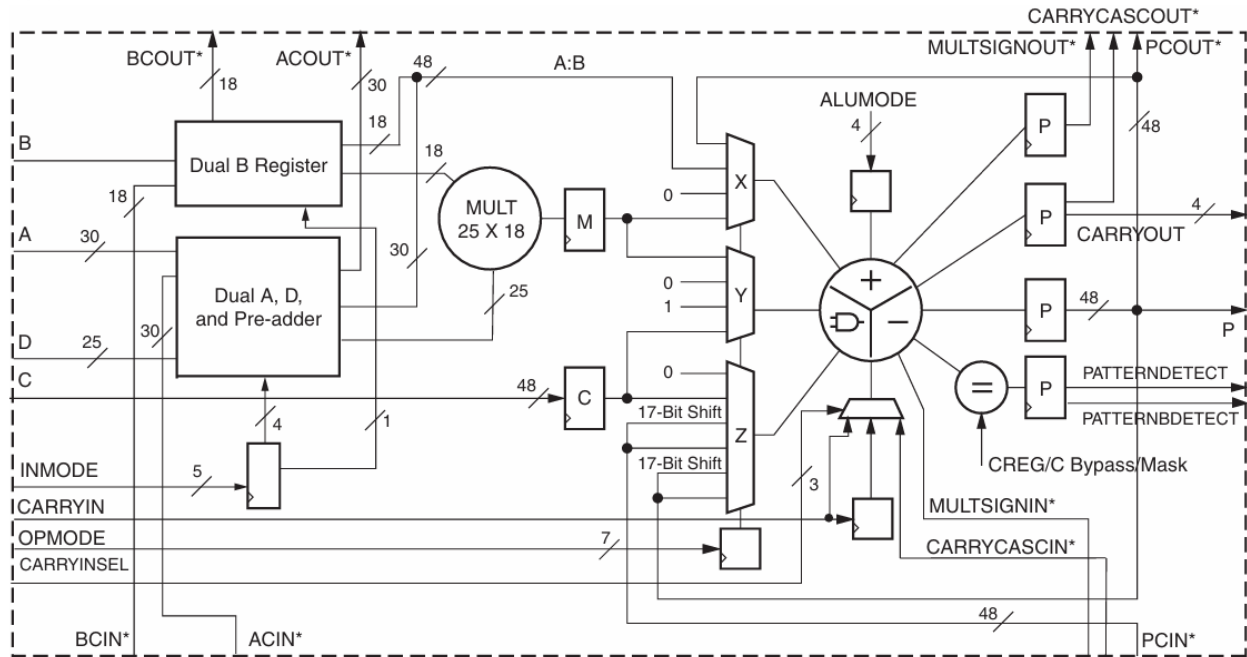 CARRYCASCOUT*
BCOUT*
ACOUT*
MULTSIGNOUT*
PCOUT*
48
A:B
18
30
ALUMODE
B
18
4
P
48
Dual B Register
18
X
18
0
MULT
25 X 18
M
P
4
A
30
30
CARRYOUT
0
Y
+
Dual A, D,
and Pre-adder
25
1
−
48
P
P
30
D
25
C
48
C
0
=
P
PATTERNDETECT
17-Bit Shift
PATTERNBDETECT
4
1
Z
17-Bit Shift
CREG/C Bypass/Mask
INMODE
5
3
CARRYIN
MULTSIGNIN*
OPMODE
7
CARRYINSEL
CARRYCASCIN*
48
BCIN*
ACIN*
PCIN*